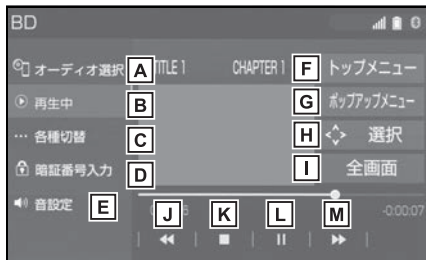 BD
オーディオ選択 A TITLE 1 CHAPTER 1 F トップメニュー
再生中 B G ポップアップメニュー
… 各種切替 C H 選択
暗証番号入力 D I 全画面
音設定 E
J K L M -0:00:07